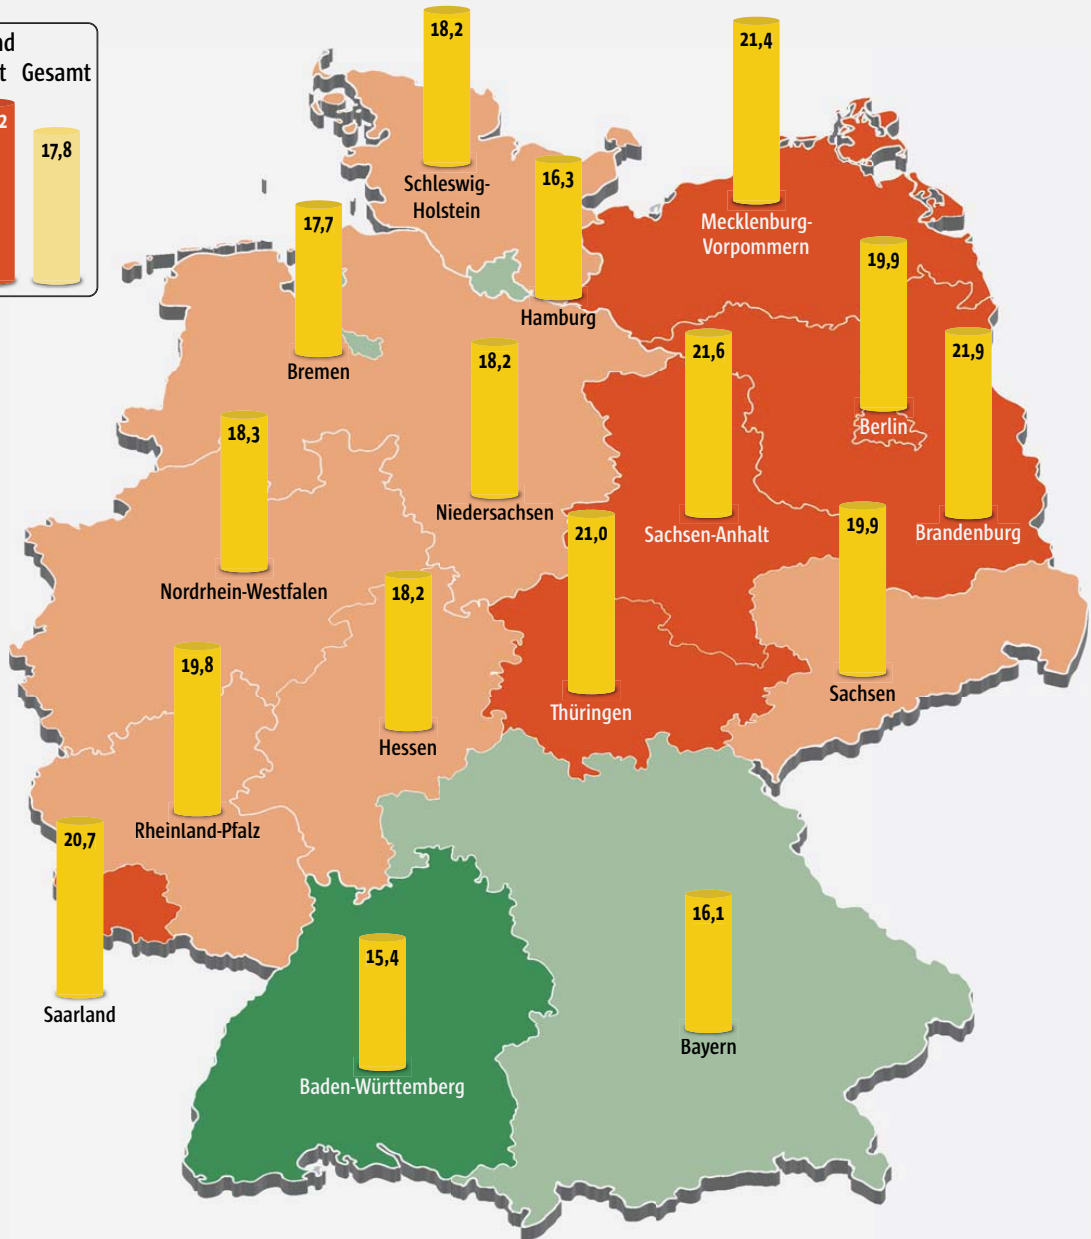 Gesamt
17,8
18,2
Schleswig-
Holstein
21,4
Mecklenburg-
Vorpommern
16,3
Hamburg
17,7
Bremen
19,9
Berlin
18,2
Niedersachsen
21,6
Sachsen-Anhalt
21,9
Brandenburg
18,3
Nordrhein-Westfalen
21,0
Thüringen
19,9
Sachsen
18,2
Hessen
19,8
Rheinland-Pfalz
20,7
Saarland
15,4
Baden-Württemberg
16,1
Bayern